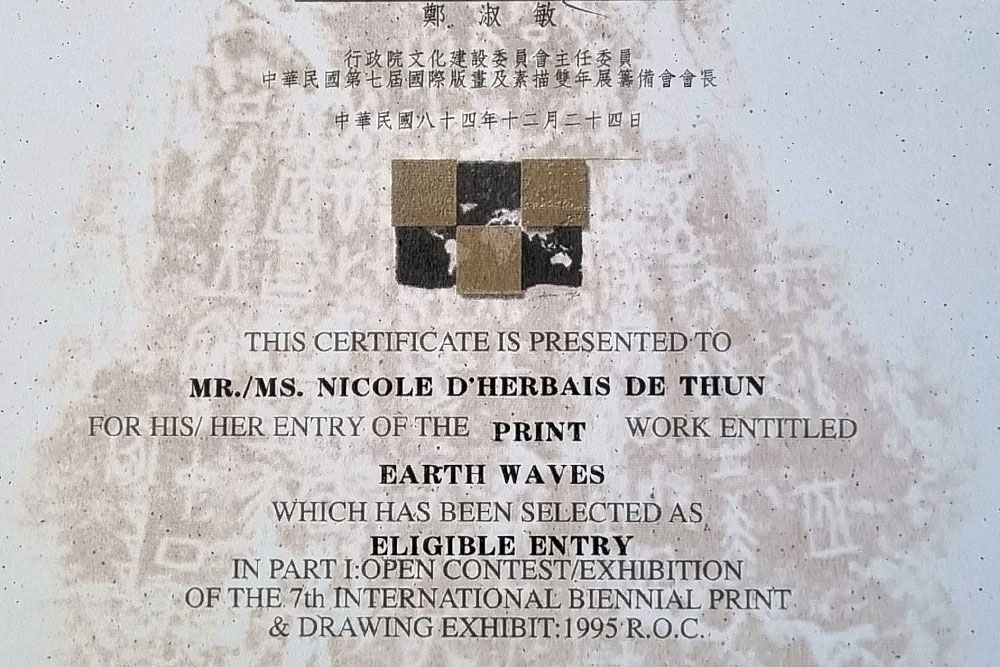 鄭淑敏
行政院文化建設委員會主任委員
中華民國第七屆國際版畫及素描雙年展籌備會會長
中華民國八十四年十二月二十四日
THIS CERTIFICATE IS PRESENTED TO
MR./MS. NICOLE D'HERBAIS DE THUN
FOR HIS/ HER ENTRY OF THE PRINT WORK ENTITLED
EARTH WAVES
WHICH HAS BEEN SELECTED AS
ELIGIBLE ENTRY
IN PART I:OPEN CONTEST/EXHIBITION
OF THE 7th INTERNATIONAL BIENNIAL PRINT
& DRAWING EXHIBIT:1995 R.O.C.